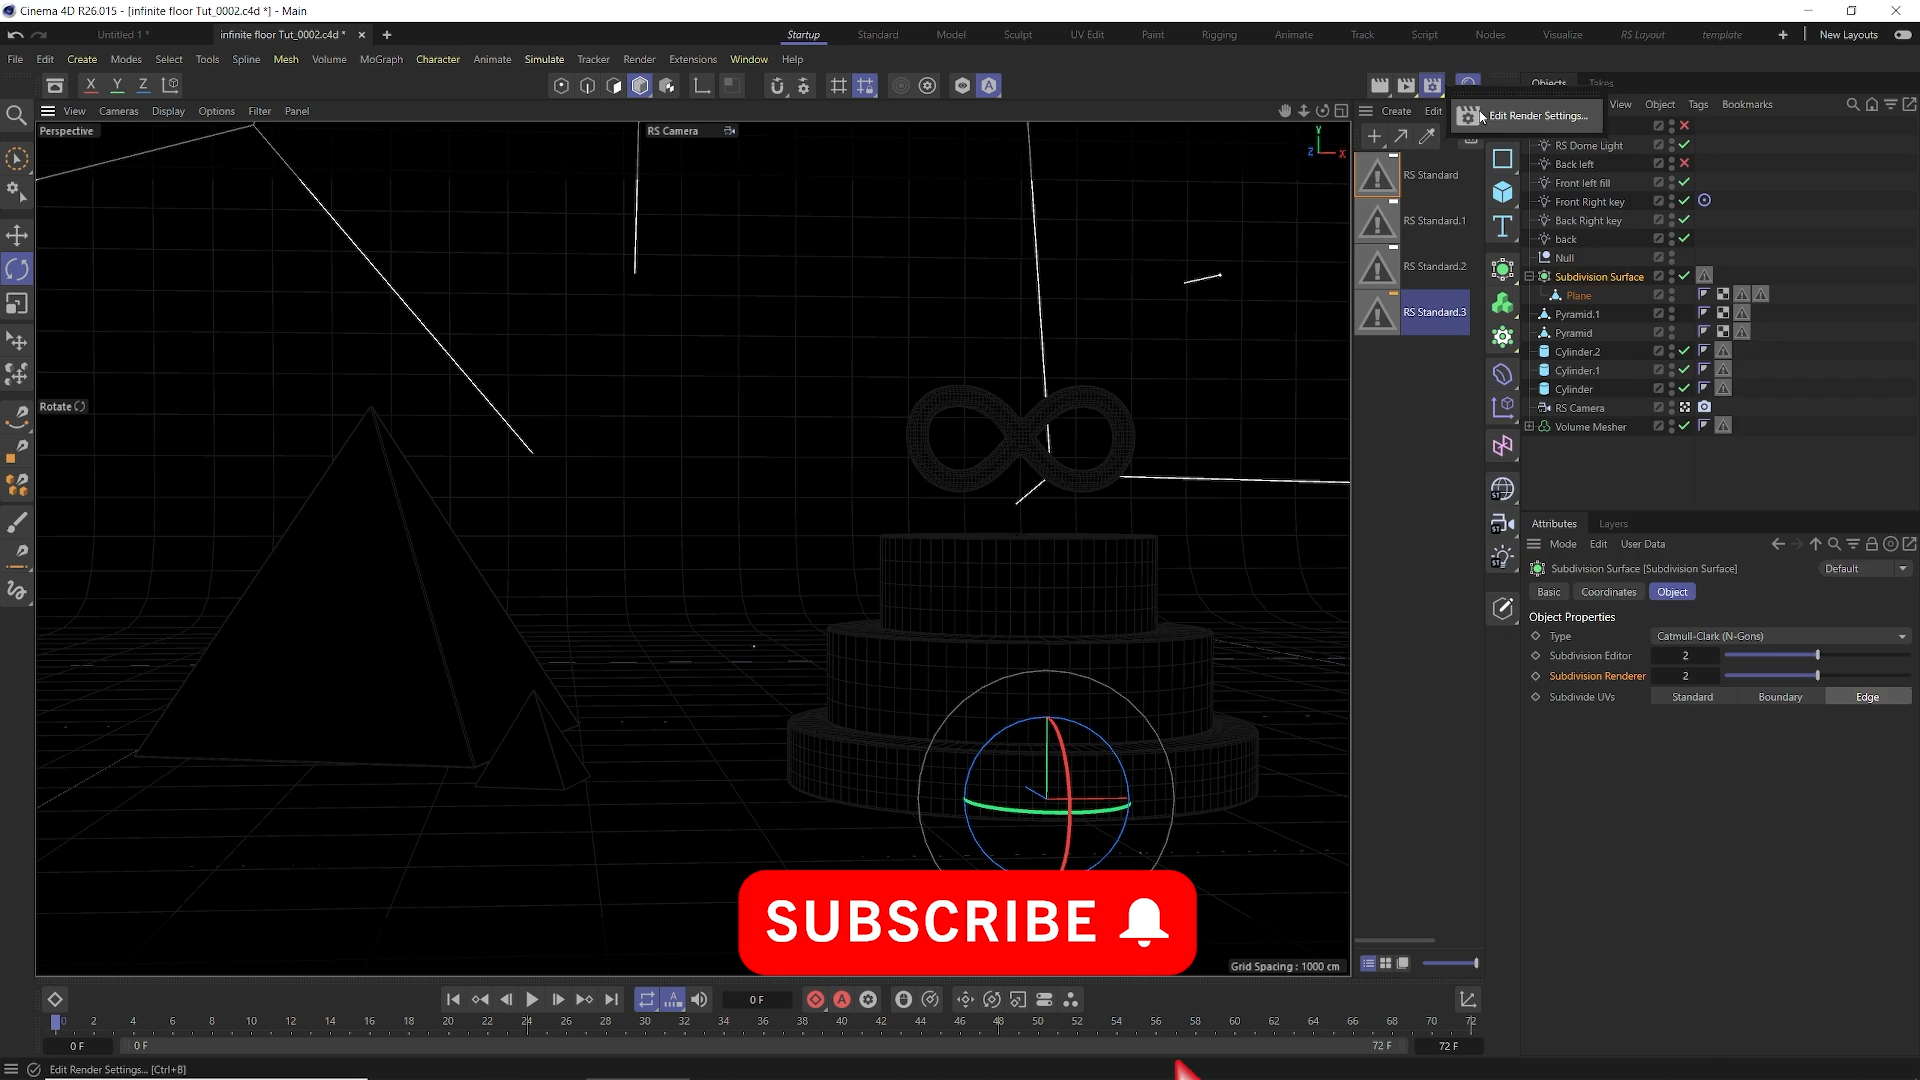 Cinema 4D R26.015 - [infinite floor Tut_0002.c4d *] - Main
Untitled 1 *
infinite floor Tut_0002.c4d *
Startup
Standard
Model
Sculpt
UV Edit
Paint
Rigging
Animate
Track
Script
Nodes
Visualize
RS Layout
template
New Layouts
File Edit Create Modes Select Tools Spline Mesh Volume MoGraph Character Animate Simulate Tracker Render Extensions Window Help
X Y Z
Objects
Takes
View Cameras Display Options Filter Panel
Create Edit
Edit Render Settings...
View Object Tags Bookmarks
Perspective
RS Camera
Y
Z X
RS Standard
RS Standard.1
RS Standard.2
RS Standard.3
RS Dome Light
Back left
Front left fill
Front Right key
Back Right key
back
Null
Subdivision Surface
Plane
Pyramid.1
Pyramid
Cylinder.2
Cylinder.1
Cylinder
RS Camera
Volume Mesher
Rotate
Attributes
Layers
Mode Edit User Data
Subdivision Surface [Subdivision Surface]
Default
Basic Coordinates Object
Object Properties
Type Catmull-Clark (N-Gons)
Subdivision Editor 2
Subdivision Renderer 2
Subdivide UVs Standard Boundary Edge
SUBSCRIBE
Grid Spacing : 1000 cm
0 F
0 2 4 6 8 10 12 14 16 18 20 22 24 26 28 30 32 34 36 38 40 42 44 46 48 50 52 54 56 58 60 62 64 66 68 70 72
0 F
0 F
72 F
72 F
Edit Render Settings... [Ctrl+B]